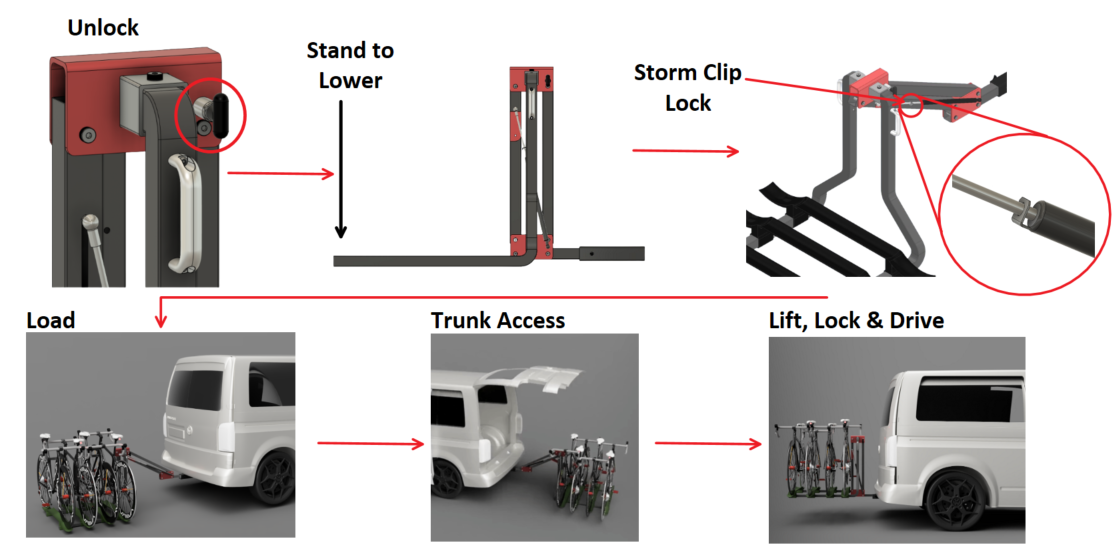 Unlock
Stand to
Lower
Storm Clip
Lock
Load
Trunk Access
Lift, Lock & Drive